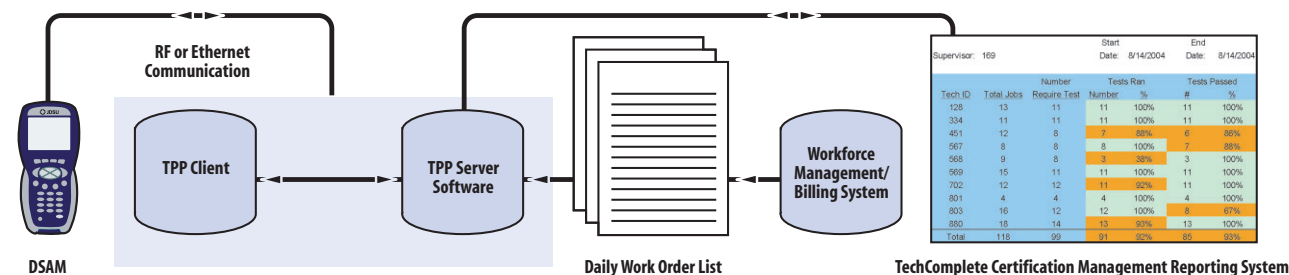 RF or Ethernet
Communication
JDSU
DSAM
TPP Client
TPP Server
Software
Daily Work Order List
Workforce
Management/
Billing System
Start End
Supervisor: 169 Date: 8/14/2004 Date: 8/14/2004
Number Tests Ran Tests Passed
Tech ID Total Jobs Require Test Number % # %
128 13 11 11 100% 11 100%
334 11 11 11 100% 11 100%
451 12 8 7 88% 6 86%
567 8 8 8 100% 7 88%
568 9 8 3 38% 3 100%
569 15 11 11 100% 11 100%
702 12 12 11 92% 11 100%
801 4 4 4 100% 4 100%
803 16 12 12 100% 8 67%
880 18 14 13 93% 13 100%
Total 118 99 91 92% 85 93%
TechComplete Certification Management Reporting System